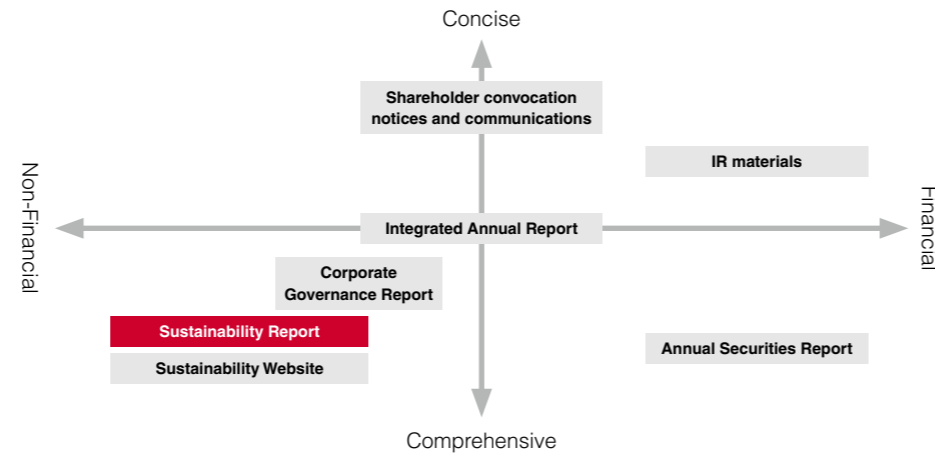 Concise
Shareholder convocation
notices and communications
IR materials
Non-Financial
Integrated Annual Report
Financial
Corporate
Governance Report
Sustainability Report
Sustainability Website
Annual Securities Report
Comprehensive